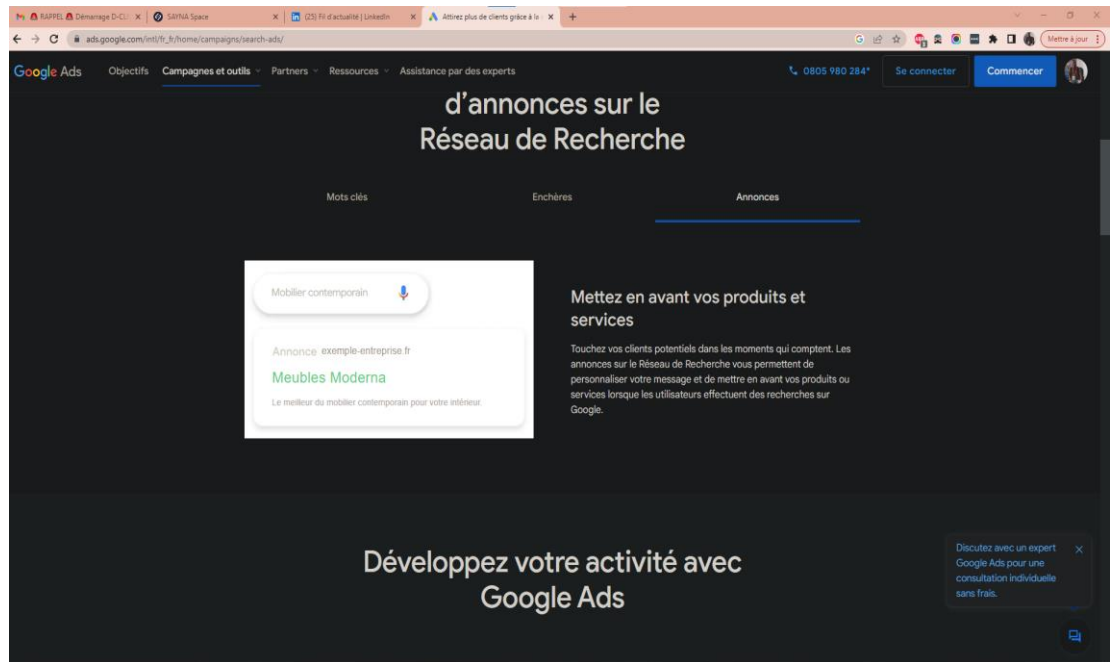 RAPPEL
Démarrage D-CLI
SAYNA Space
(25) Fil d'actualité | LinkedIn
Attirez plus de clients grâce à la
ads.google.com/intl/fr_fr/home/campaigns/search-ads/
Mettre à jour
Google Ads
Objectifs
Campagnes et outils
Partners
Ressources
Assistance par des experts
0805 980 284*
Se connecter
Commencer
d'annonces sur le
Réseau de Recherche
Mots clés
Enchères
Annonces
Mobilier contemporain
Annonce exemple-entreprise.fr
Meubles Moderna
Le meilleur du mobilier contemporain pour votre intérieur.
Mettez en avant vos produits et
services
Touchez vos clients potentiels dans les moments qui comptent. Les
annonces sur le Réseau de Recherche vous permettent de
personnaliser votre message et de mettre en avant vos produits ou
services lorsque les utilisateurs effectuent des recherches sur
Google.
Développez votre activité avec
Google Ads
Discutez avec un expert
Google Ads pour une
consultation individuelle
sans frais.